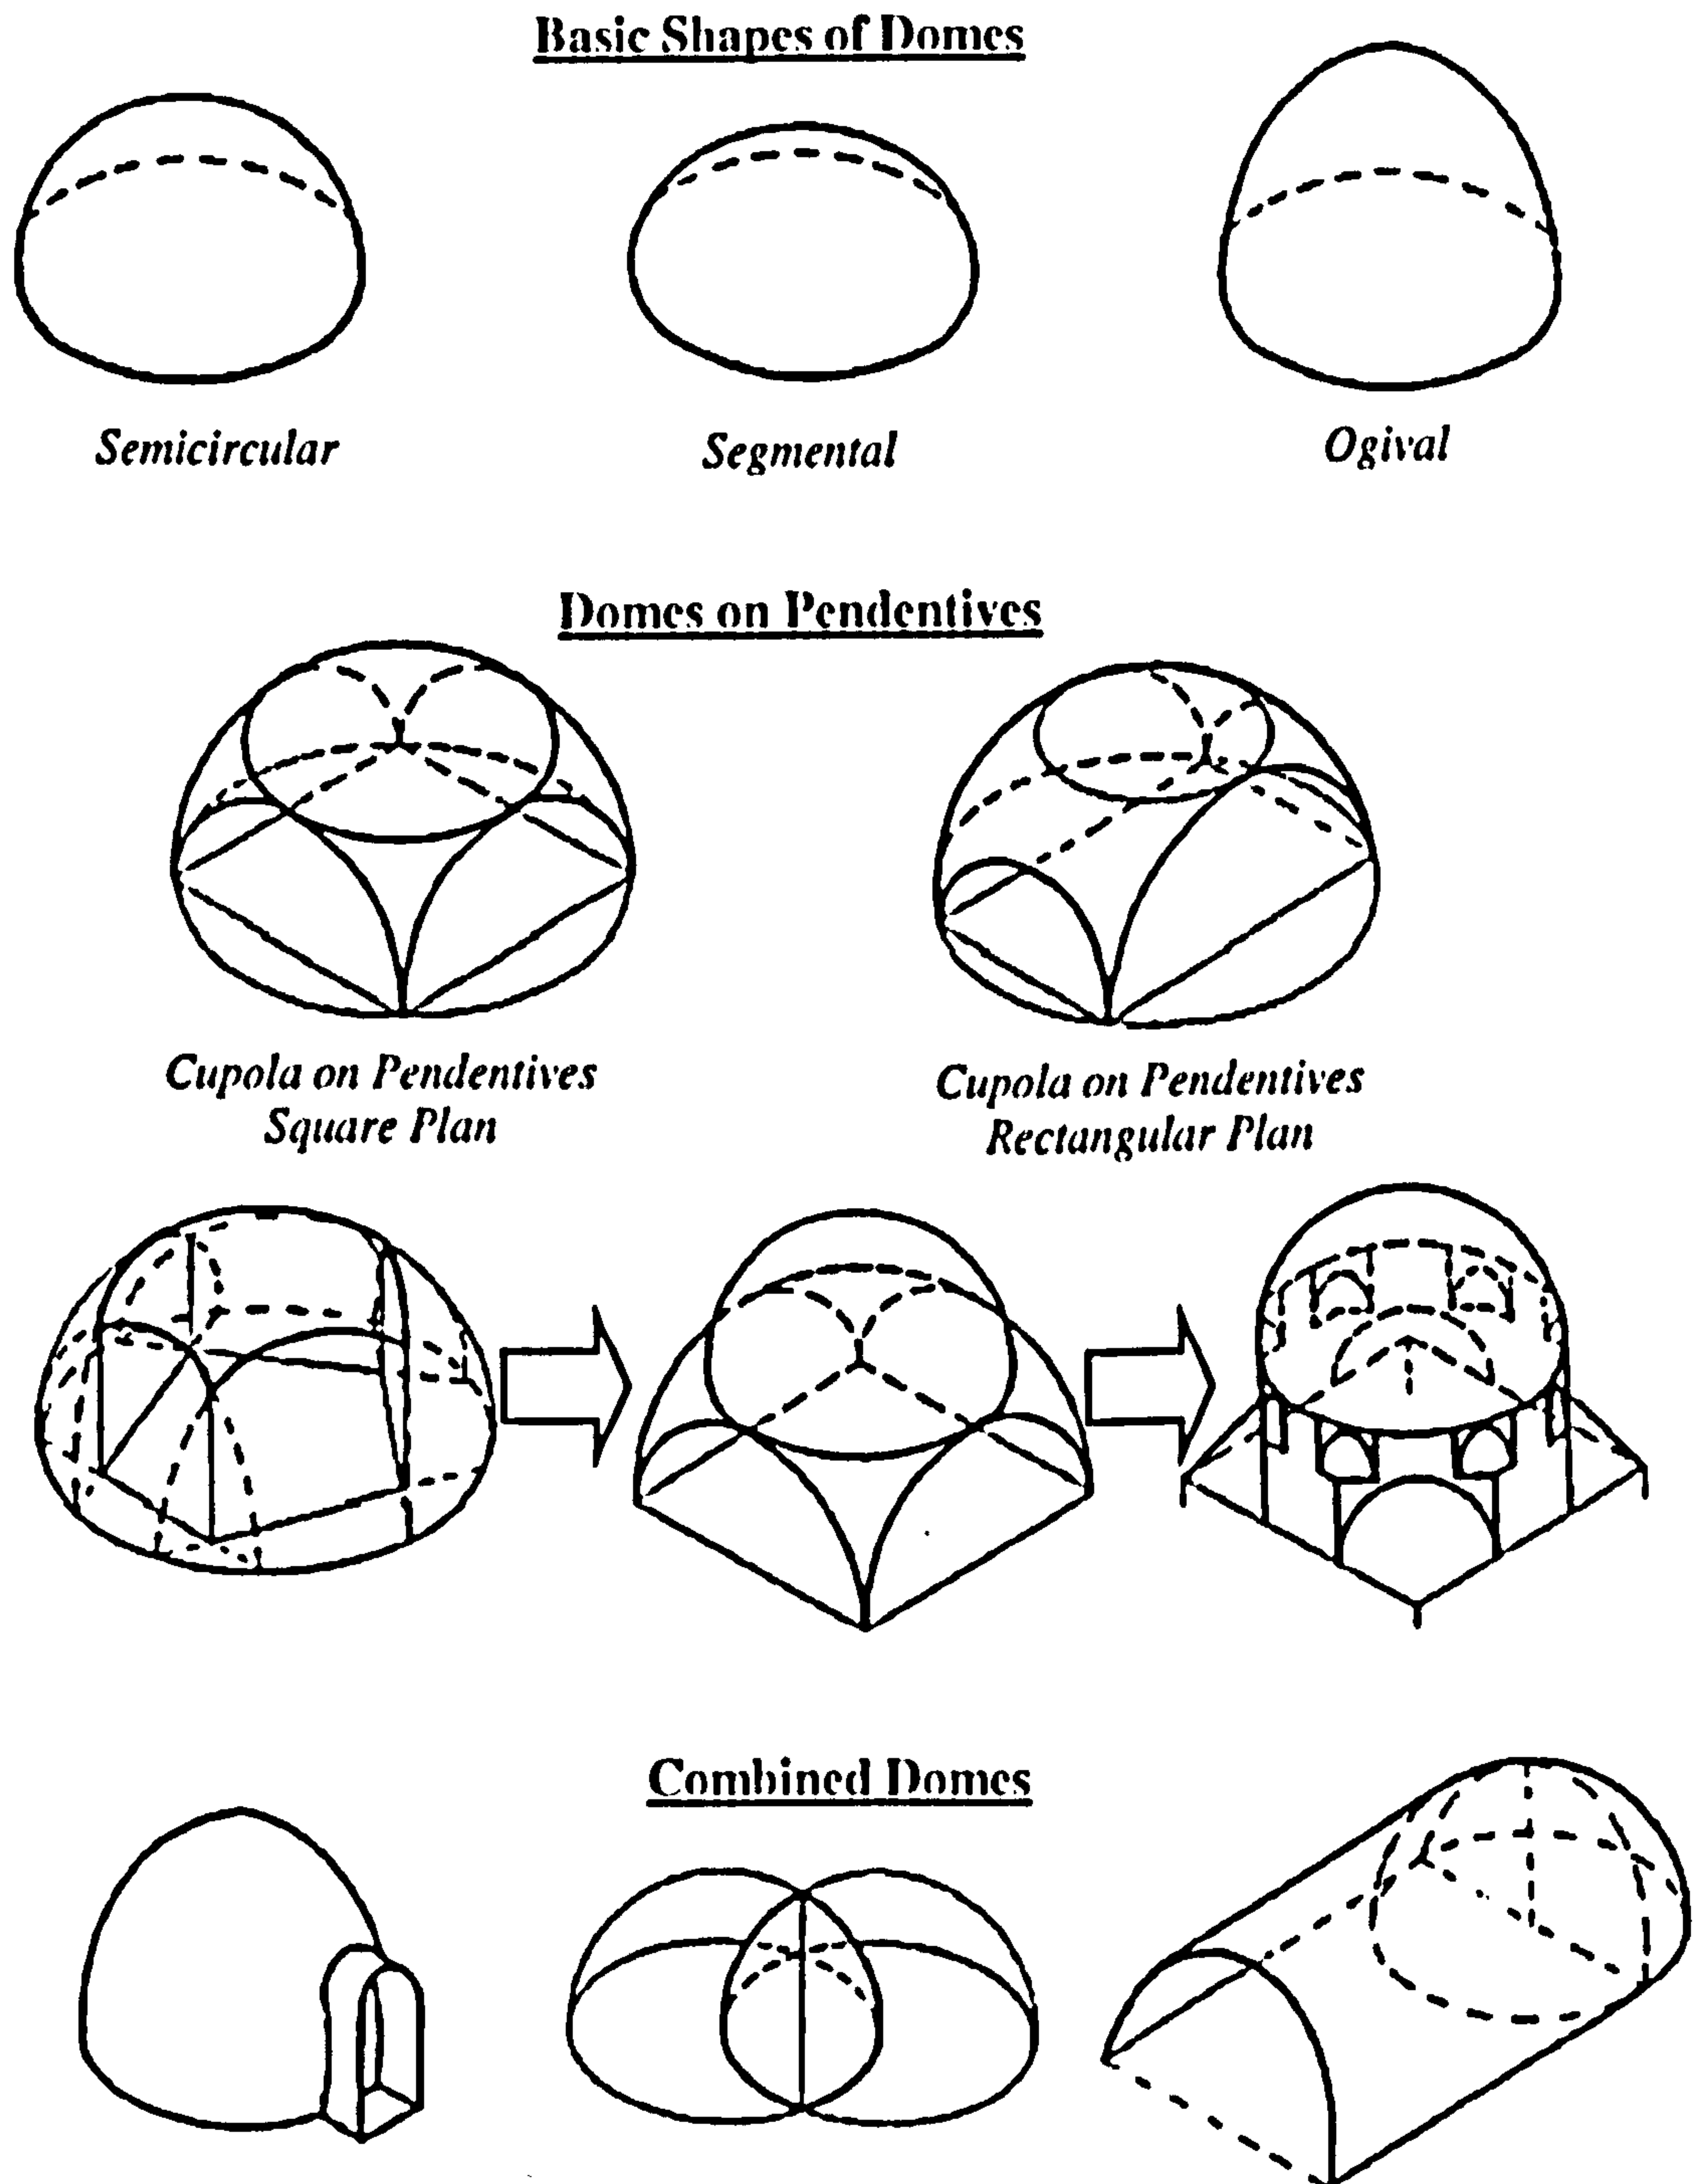 Basic Shapes of Domes
Semicircular
Segmental
Ogival
Domes on Pendentives
Cupola on Pendentives
Square Plan
Cupola on Pendentives
Rectangular Plan
Combined Domes